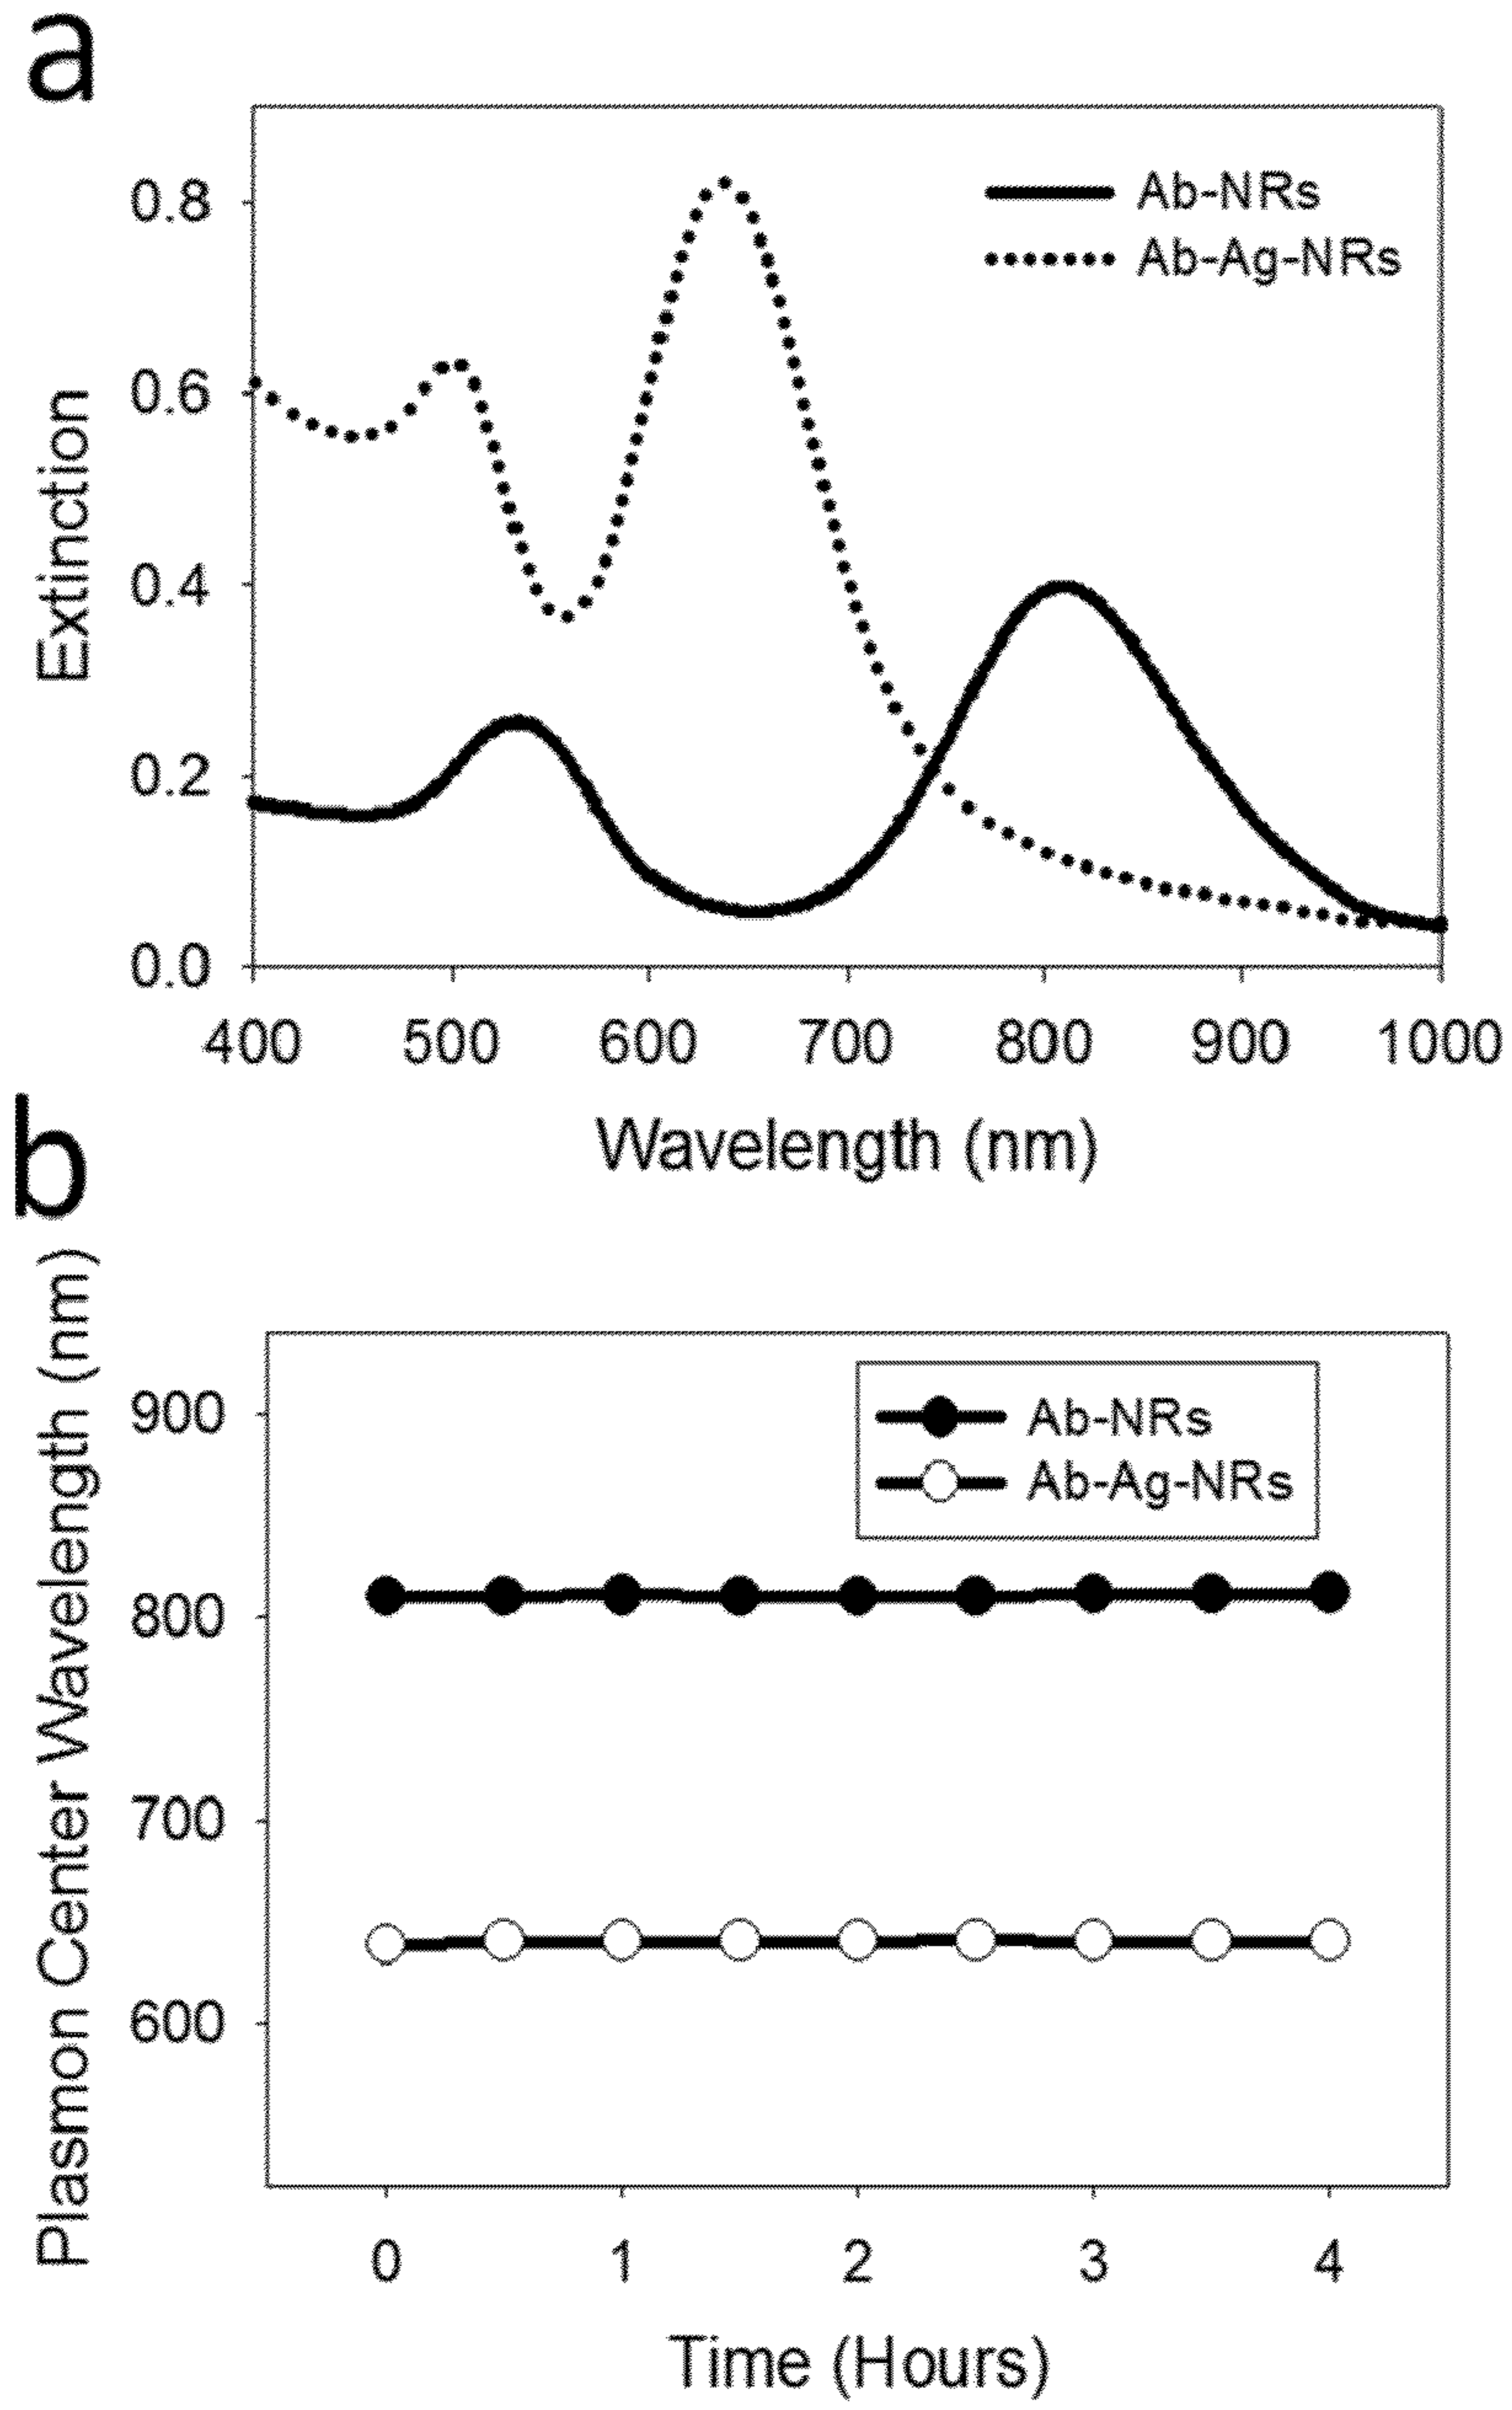 a
Ab-NRs
Ab-Ag-NRs
0.8
0.6
0.4
0.2
0.0
Extinction
400 500 600 700 800 900 1000
Wavelength (nm)
b
Ab-NRs
Ab-Ag-NRs
900
800
700
600
Plasmon Center Wavelength (nm)
0 1 2 3 4
Time (Hours)